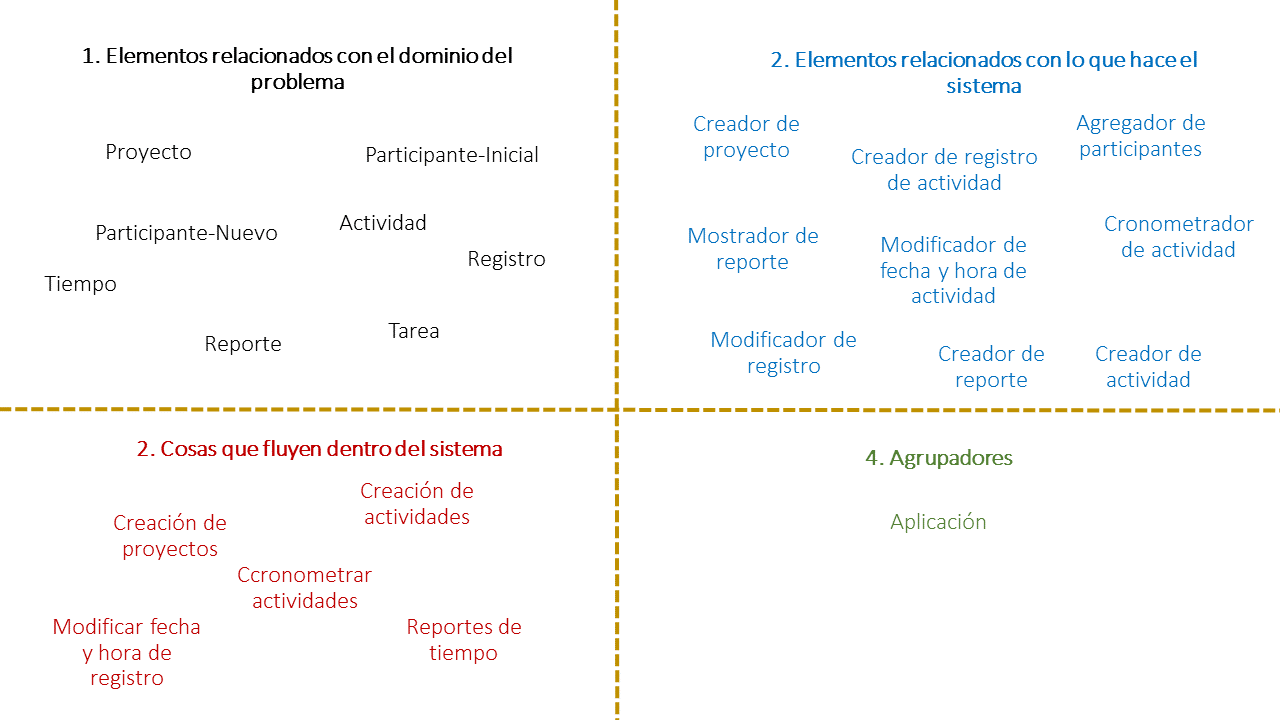 1. Elementos relacionados con el dominio del
problema
Proyecto
Participante-Inicial
Participante-Nuevo
Actividad
Registro
Tiempo
Reporte
Tarea
2. Elementos relacionados con lo que hace el
sistema
Creador de
proyecto
Creador de registro
de actividad
Agregador de
participantes
Mostrador de
reporte
Modificador de
fecha y hora de
actividad
Cronometrador
de actividad
Modificador de
registro
Creador de
reporte
Creador de
actividad
2. Cosas que fluyen dentro del sistema
Creación de
actividades
Creación de
proyectos
Ccronometrar
actividades
Modificar fecha
y hora de
registro
Reportes de
tiempo
4. Agrupadores
Aplicación